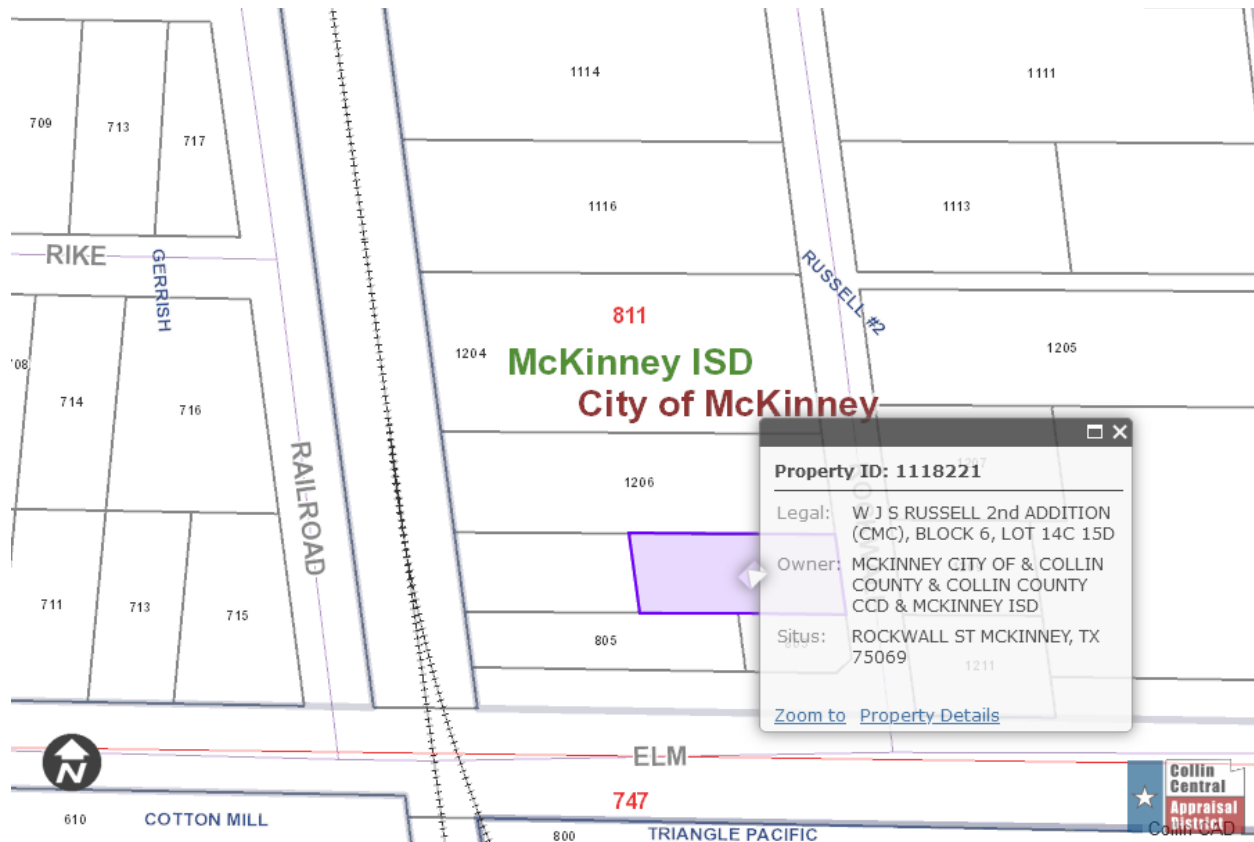 1114
1111
709
713
717
1116
1113
RIKE
GERRISH
RUSSELL #2
811
1204
McKinney ISD
1205
708
City of McKinney
714
716
RAILROAD
1206
1207
Property ID: 1118221
Legal: W J S RUSSELL 2nd ADDITION
(CMC), BLOCK 6, LOT 14C 15D
Owner: MCKINNEY CITY OF & COLLIN
COUNTY & COLLIN COUNTY
CCD & MCKINNEY ISD
Situs: ROCKWALL ST MCKINNEY, TX
75069
Zoom to Property Details
711
713
715
805
1211
ELM
N
747
610
COTTON MILL
800
TRIANGLE PACIFIC
Collin
Central
Appraisal
District
Collin CAD